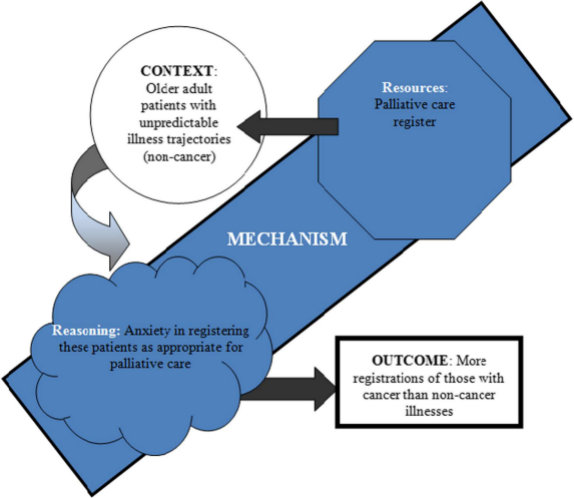 CONTEXT:
Older adult
patients with
unpredictable
illness trajectories
(non-cancer)
Resources:
Palliative care
register
MECHANISM
Reasoning: Anxiety in registering
these patients as appropriate for
palliative care
OUTCOME: More
registrations of those with
cancer than non-cancer
illnesses